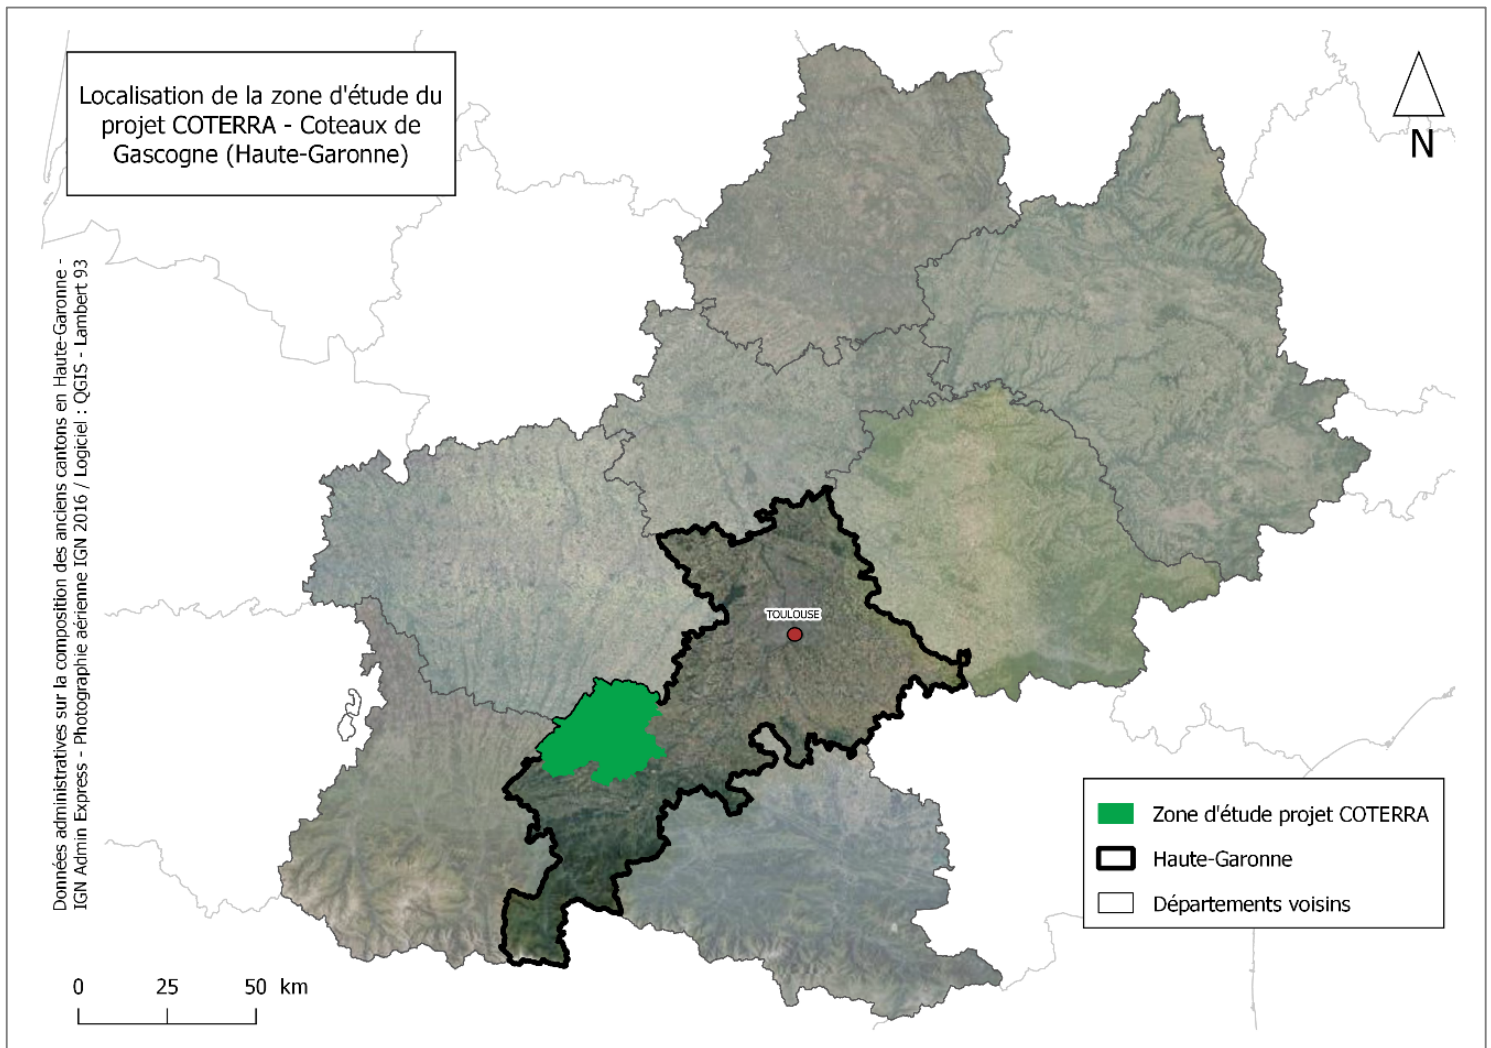 Localisation de la zone d'étude du
projet COTERRA - Coteaux de
Gascogne (Haute-Garonne)
N
Données administratives sur la composition des anciens cantons en Haute-Garonne -
IGN Admin Express - Photographie aérienne IGN 2016 / Logiciel : QGIS - Lambert 93
TOULOUSE
Zone d'étude projet COTERRA
Haute-Garonne
Départements voisins
0 25 50 km